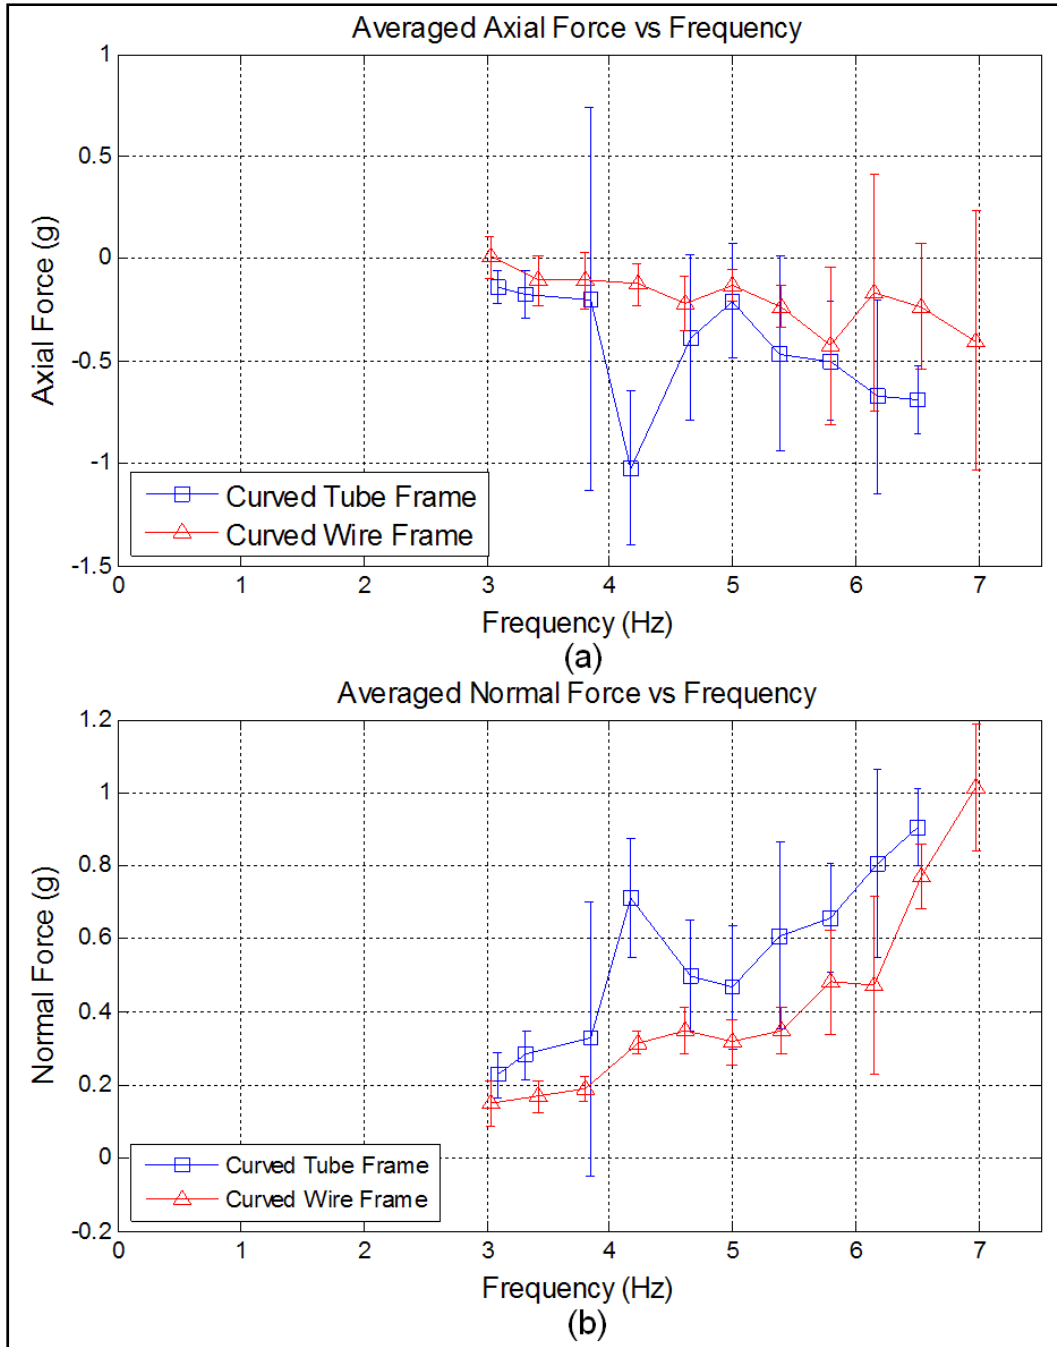 Averaged Axial Force vs Frequency
1
0.5
0
-0.5
-1
-1.5
Axial Force (g)
Curved Tube Frame
Curved Wire Frame
0 1 2 3 4 5 6 7
Frequency (Hz)
(a)
Averaged Normal Force vs Frequency
1.2
1
0.8
0.6
0.4
0.2
0
-0.2
Normal Force (g)
Curved Tube Frame
Curved Wire Frame
0 1 2 3 4 5 6 7
Frequency (Hz)
(b)